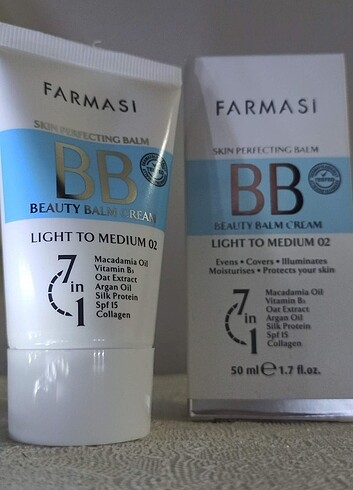 FARMASI
SKIN PERFECTING BALM
BB
BEAUTY BALM CREAM
LIGHT TO MEDIUM 02
7 in 1
Macadamia Oil
Vitamin B5
Oat Extract
Argan Oil
Silk Protein
Spf 15
Collagen
FARMASI
SKIN PERFECTING BALM
BB
TESTED
BEAUTY BALM CREAM
LIGHT TO MEDIUM 02
Evens • Covers • Illuminates
Moisturises • Protects your skin
7 in 1
Macadamia Oil
Vitamin B5
Oat Extract
Argan Oil
Silk Protein
Spf 15
Collagen
50 ml ℮ 1.7 fl.oz.